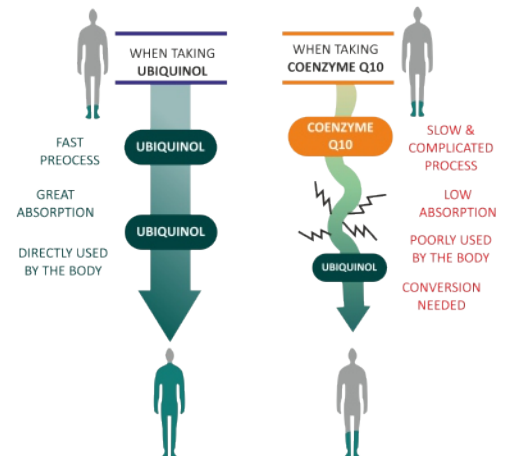 WHEN TAKING
UBIQUINOL
UBIQUINOL
FAST
PREOCESS
GREAT
ABSORPTION
UBIQUINOL
DIRECTLY USED
BY THE BODY
WHEN TAKING
COENZYME Q10
COENZYME
Q10
SLOW &
COMPLICATED
PROCESS
LOW
ABSORPTION
POORLY USED
BY THE BODY
UBIQUINOL
CONVERSION
NEEDED